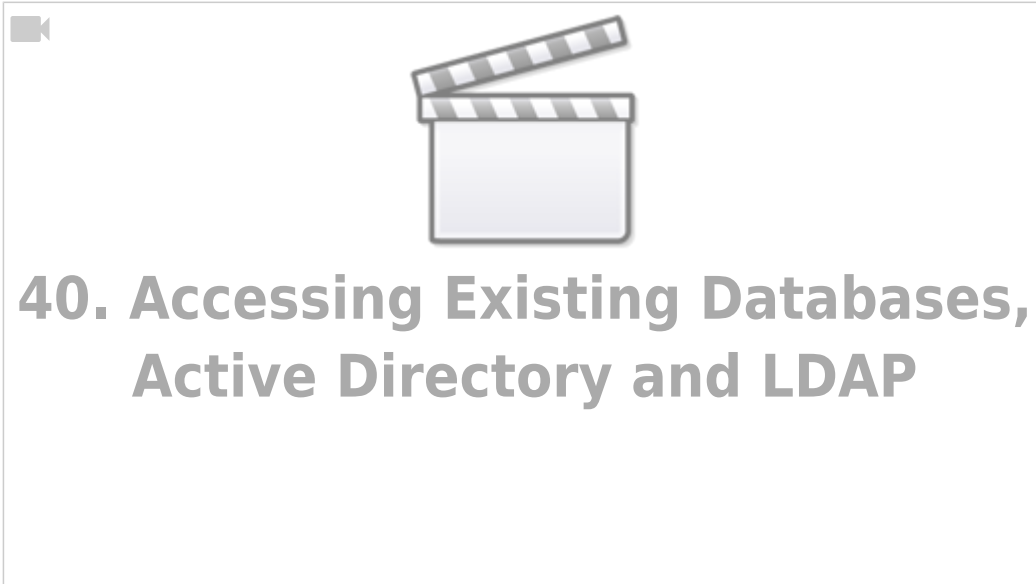 40. Accessing Existing Databases,
Active Directory and LDAP